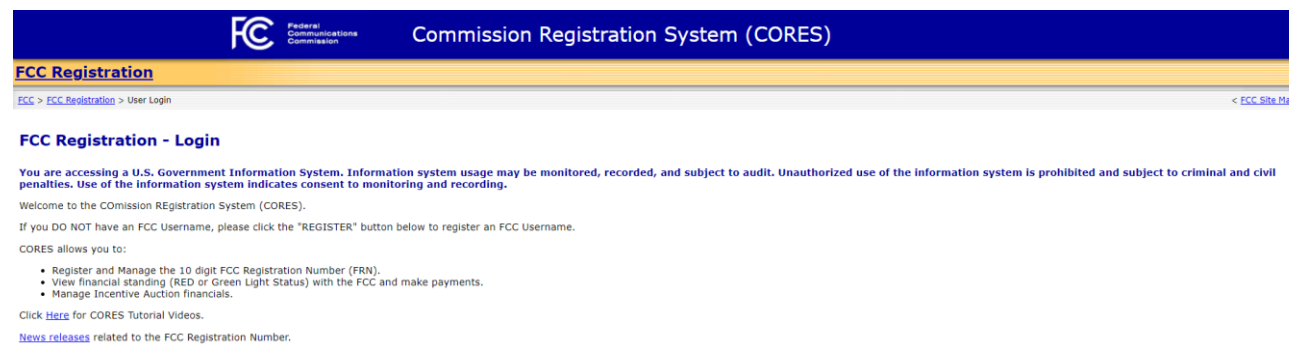 FCC Federal Communications Commission Commission Registration System (CORES)
FCC Registration
FCC > FCC Registration > User Login < FCC Site Ma
FCC Registration - Login
You are accessing a U.S. Government Information System. Information system usage may be monitored, recorded, and subject to audit. Unauthorized use of the information system is prohibited and subject to criminal and civil
penalties. Use of the information system indicates consent to monitoring and recording.
Welcome to the COmission REgistration System (CORES).
If you DO NOT have an FCC Username, please click the "REGISTER" button below to register an FCC Username.
CORES allows you to:
• Register and Manage the 10 digit FCC Registration Number (FRN).
• View financial standing (RED or Green Light Status) with the FCC and make payments.
• Manage Incentive Auction financials.
Click Here for CORES Tutorial Videos.
News releases related to the FCC Registration Number.